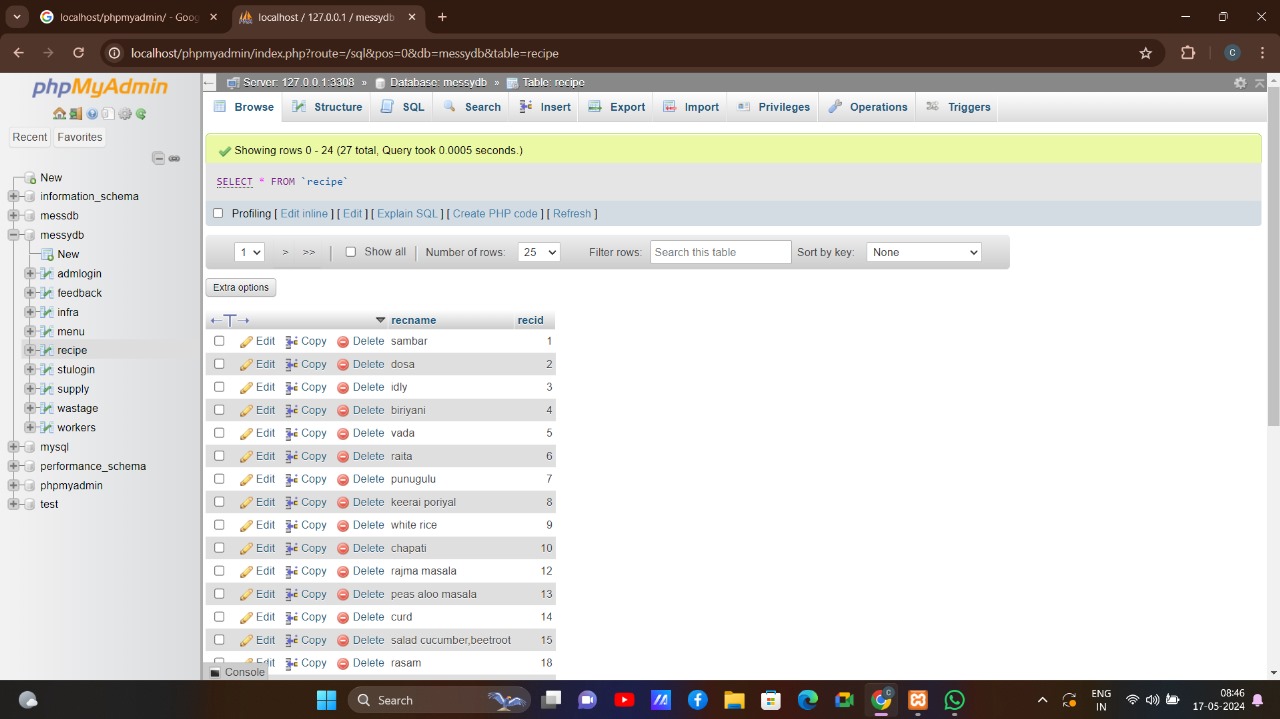 localhost/phpmyadmin/ - Goog
localhost / 127.0.0.1 / messydb
localhost/phpmyadmin/index.php?route=/sql&pos=0&db=messydb&table=recipe
C
phpMyAdmin
Recent Favorites
New
information_schema
messdb
messydb
New
admlogin
feedback
infra
menu
recipe
stulogin
supply
wastage
workers
mysql
performance_schema
phpmyadmin
test
Server: 127.0.0.1:3308 » Database: messydb » Table: recipe
Browse Structure SQL Search Insert Export Import Privileges Operations Triggers
Showing rows 0 - 24 (27 total, Query took 0.0005 seconds.)
SELECT * FROM `recipe`
Profiling [ Edit inline ] [ Edit ] [ Explain SQL ] [ Create PHP code ] [ Refresh ]
1 > >> Show all Number of rows: 25 Filter rows: Search this table Sort by key: None
Extra options
←T→ recname recid
Edit Copy Delete sambar 1
Edit Copy Delete dosa 2
Edit Copy Delete idly 3
Edit Copy Delete biriyani 4
Edit Copy Delete vada 5
Edit Copy Delete raita 6
Edit Copy Delete punugulu 7
Edit Copy Delete keerai poriyal 8
Edit Copy Delete white rice 9
Edit Copy Delete chapati 10
Edit Copy Delete rajma masala 12
Edit Copy Delete peas aloo masala 13
Edit Copy Delete curd 14
Edit Copy Delete salad cucumber,beetroot 15
Edit Copy Delete rasam 18
Console
Search
ENG
IN
08:46
17-05-2024